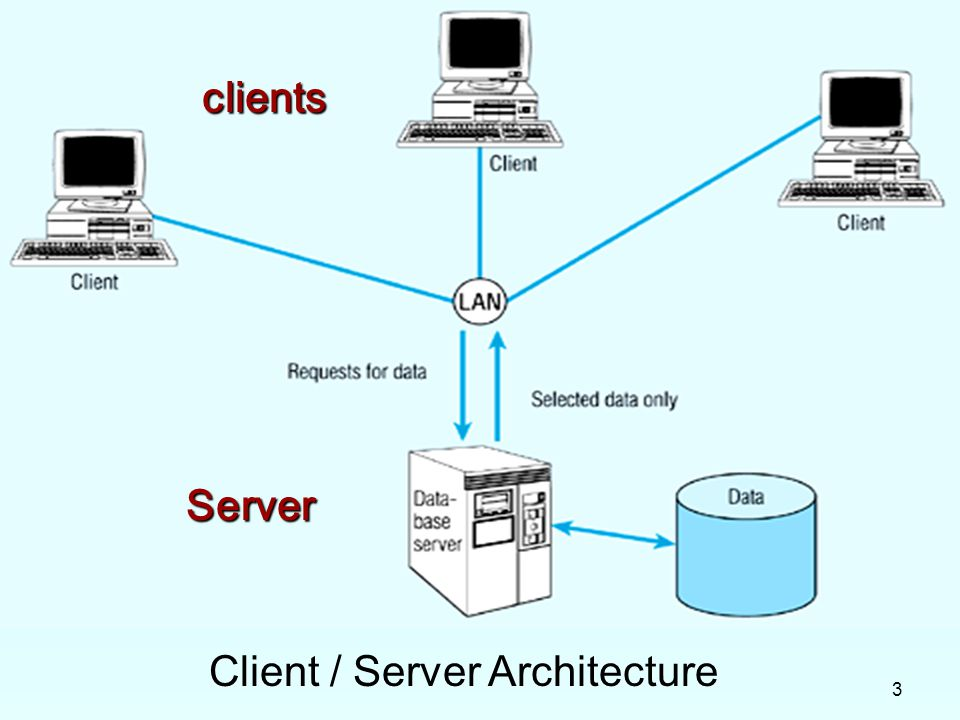 clients
Client
Client
Client
LAN
Requests for data
Selected data only
Server
Data-
base
server
Data
Client / Server Architecture
3